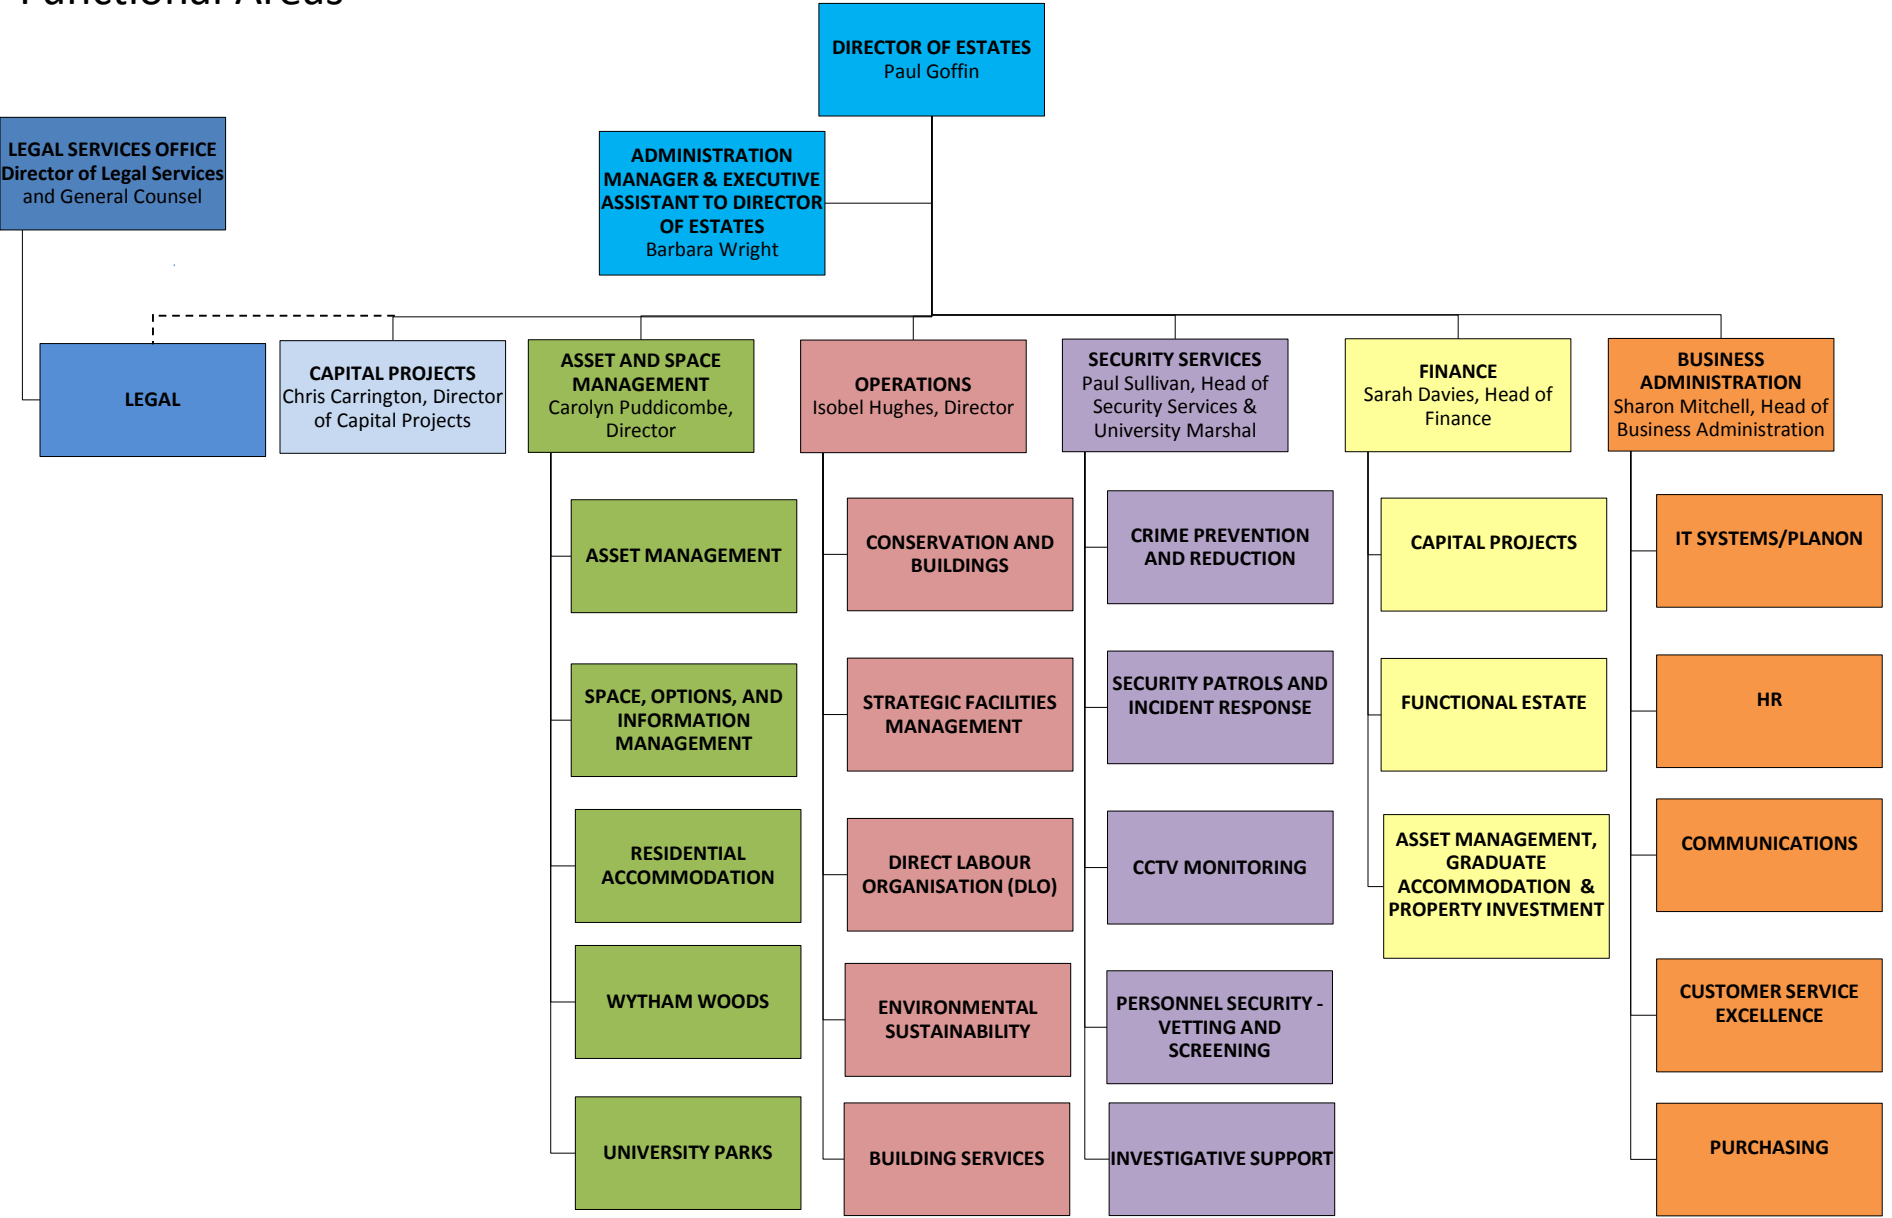 Functional Areas
DIRECTOR OF ESTATES
Paul Goffin
LEGAL SERVICES OFFICE
Director of Legal Services
and General Counsel
ADMINISTRATION
MANAGER & EXECUTIVE
ASSISTANT TO DIRECTOR
OF ESTATES
Barbara Wright
LEGAL
CAPITAL PROJECTS
Chris Carrington, Director
of Capital Projects
ASSET AND SPACE
MANAGEMENT
Carolyn Puddicombe,
Director
OPERATIONS
Isobel Hughes, Director
SECURITY SERVICES
Paul Sullivan, Head of
Security Services &
University Marshal
FINANCE
Sarah Davies, Head of
Finance
BUSINESS
ADMINISTRATION
Sharon Mitchell, Head of
Business Administration
ASSET MANAGEMENT
SPACE, OPTIONS, AND
INFORMATION
MANAGEMENT
RESIDENTIAL
ACCOMMODATION
WYTHAM WOODS
UNIVERSITY PARKS
CONSERVATION AND
BUILDINGS
STRATEGIC FACILITIES
MANAGEMENT
DIRECT LABOUR
ORGANISATION (DLO)
ENVIRONMENTAL
SUSTAINABILITY
BUILDING SERVICES
CRIME PREVENTION
AND REDUCTION
SECURITY PATROLS AND
INCIDENT RESPONSE
CCTV MONITORING
PERSONNEL SECURITY -
VETTING AND
SCREENING
INVESTIGATIVE SUPPORT
CAPITAL PROJECTS
FUNCTIONAL ESTATE
ASSET MANAGEMENT,
GRADUATE
ACCOMMODATION &
PROPERTY INVESTMENT
IT SYSTEMS/PLANON
HR
COMMUNICATIONS
CUSTOMER SERVICE
EXCELLENCE
PURCHASING